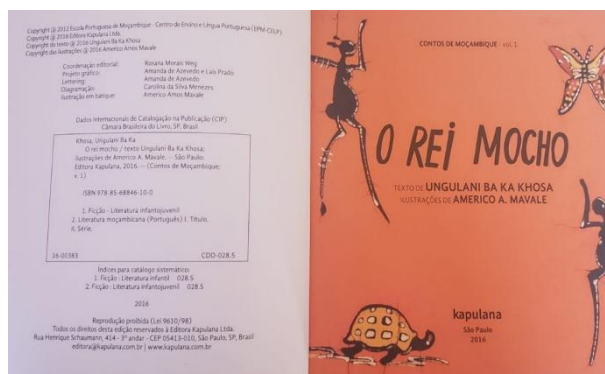 Copyright @ 2012 Escola Portuguesa de Moçambique - Centro de Ensino e Língua Portuguesa (EPM-CELP)
Copyright @ 2016 Editora Kapulana Ltda.
Copyright do texto @ 2016 Ungulani Ba Ka Khosa
Copyright das ilustrações @ 2016 Americo Amos Mavale
Coordenação editorial: Rosana Morais Weg
Projeto gráfico: Amanda de Azevedo e Laís Prado
Lettering: Amanda de Azevedo
Diagramação: Carolina da Silva Menezes
Ilustração em batique: Americo Amos Mavale
Dados Internacionais de Catalogação na Publicação (CIP)
Câmara Brasileira do Livro, SP, Brasil
Khosa, Ungulani Ba Ka
O rei mocho / texto Ungulani Ba Ka Khosa;
ilustrações de Americo A. Mavale. -- São Paulo:
Editora Kapulana, 2016. -- (Contos de Moçambique;
v. 1)
ISBN 978-85-68846-10-0
1. Ficção - Literatura infantojuvenil
2. Literatura moçambicana (Português) I. Título.
II. Série.
16-00383 CDD-028.5
Índices para catálogo sistemático:
1. Ficção : Literatura infantil 028.5
2. Ficção : Literatura infantojuvenil 028.5
2016
Reprodução proibida (Lei 9610/98)
Todos os direitos desta edição reservados à Editora Kapulana Ltda.
Rua Henrique Schaumann, 414 - 3º andar - CEP 05413-010, São Paulo, SP, Brasil
editora@kapulana.com.br | www.kapulana.com.br
CONTOS DE MOÇAMBIQUE · vol. 1
O REI MOCHO
TEXTO DE UNGULANI BA KA KHOSA
ILUSTRAÇÕES DE AMERICO A. MAVALE
kapulana
São Paulo
2016